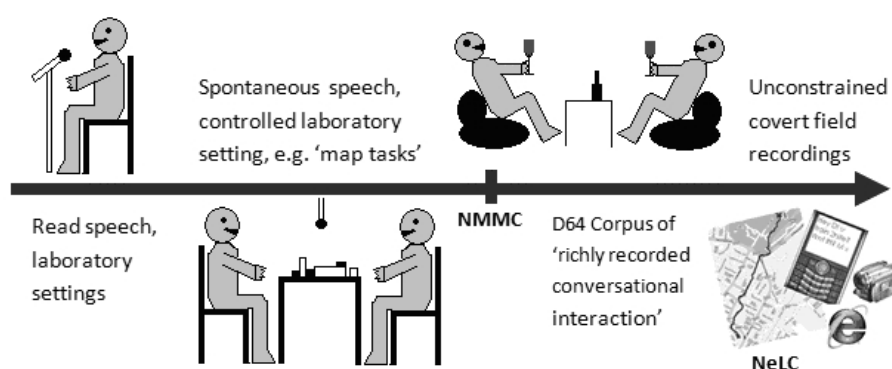 Spontaneous speech,
controlled laboratory
setting, e.g. ‘map tasks’
Unconstrained
covert field
recordings
Read speech,
laboratory
settings
NMMC
D64 Corpus of
‘richly recorded
conversational
interaction’
NeLC